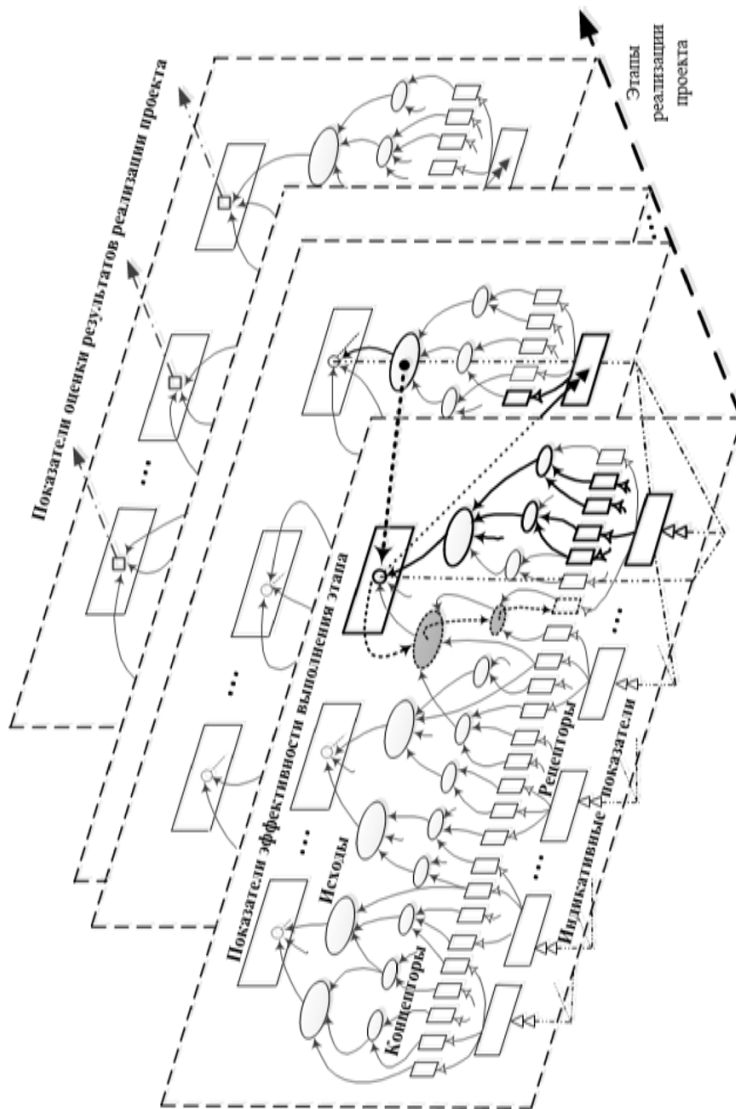 Показатели оценки результатов реализации проекта
Этапы
реализации
проекта
Показатели эффективности выполнения этапа
Исходы
Концепторы
Рецепторы
Индикативные показатели